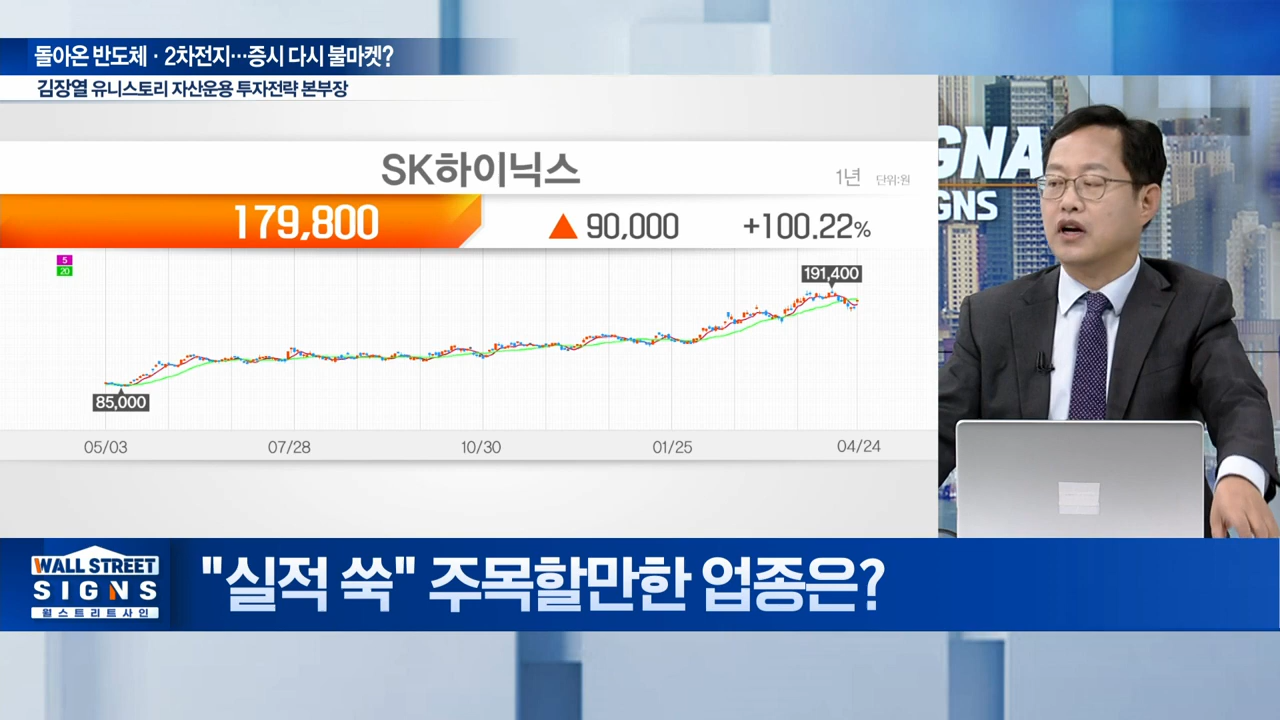 돌아온 반도체 · 2차전지…증시 다시 불마켓?
김장열 유니스토리 자산운용 투자전략 본부장
SK하이닉스
1년 단위:원
179,800 ▲ 90,000 +100.22%
5
20
191,400
85,000
05/03 07/28 10/30 01/25 04/24
GNA
GNS
WALL STREET
SIGNS
월스트리트사인
"실적 쑥" 주목할만한 업종은?